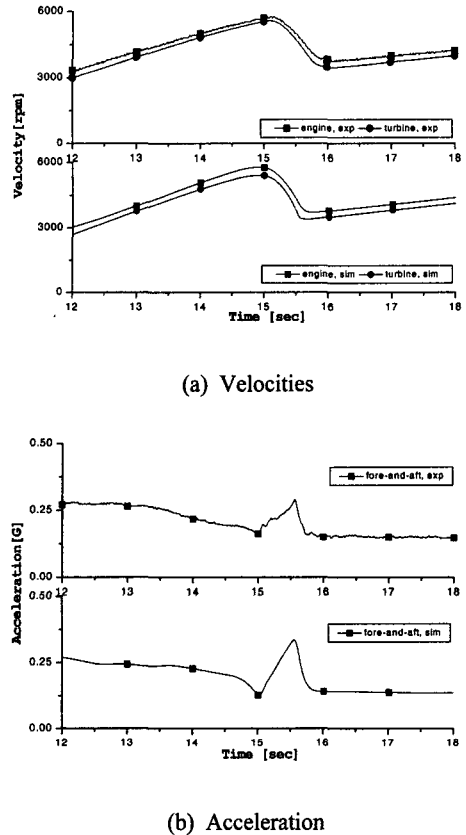 6000
3000
0
engine, exp turbine, exp
12 13 14 15 16 17 18
Velocity[rpm]
6000
3000
0
engine, sim turbine, sim
12 13 14 15 16 17 18
Time [sec]
(a) Velocities
0.50
fore-and-aft, exp
0.25
0.00
12 13 14 15 16 17 18
Acceleration[G]
0.50
fore-and-aft, sim
0.25
0.00
12 13 14 15 16 17 18
Time [sec]
(b) Acceleration